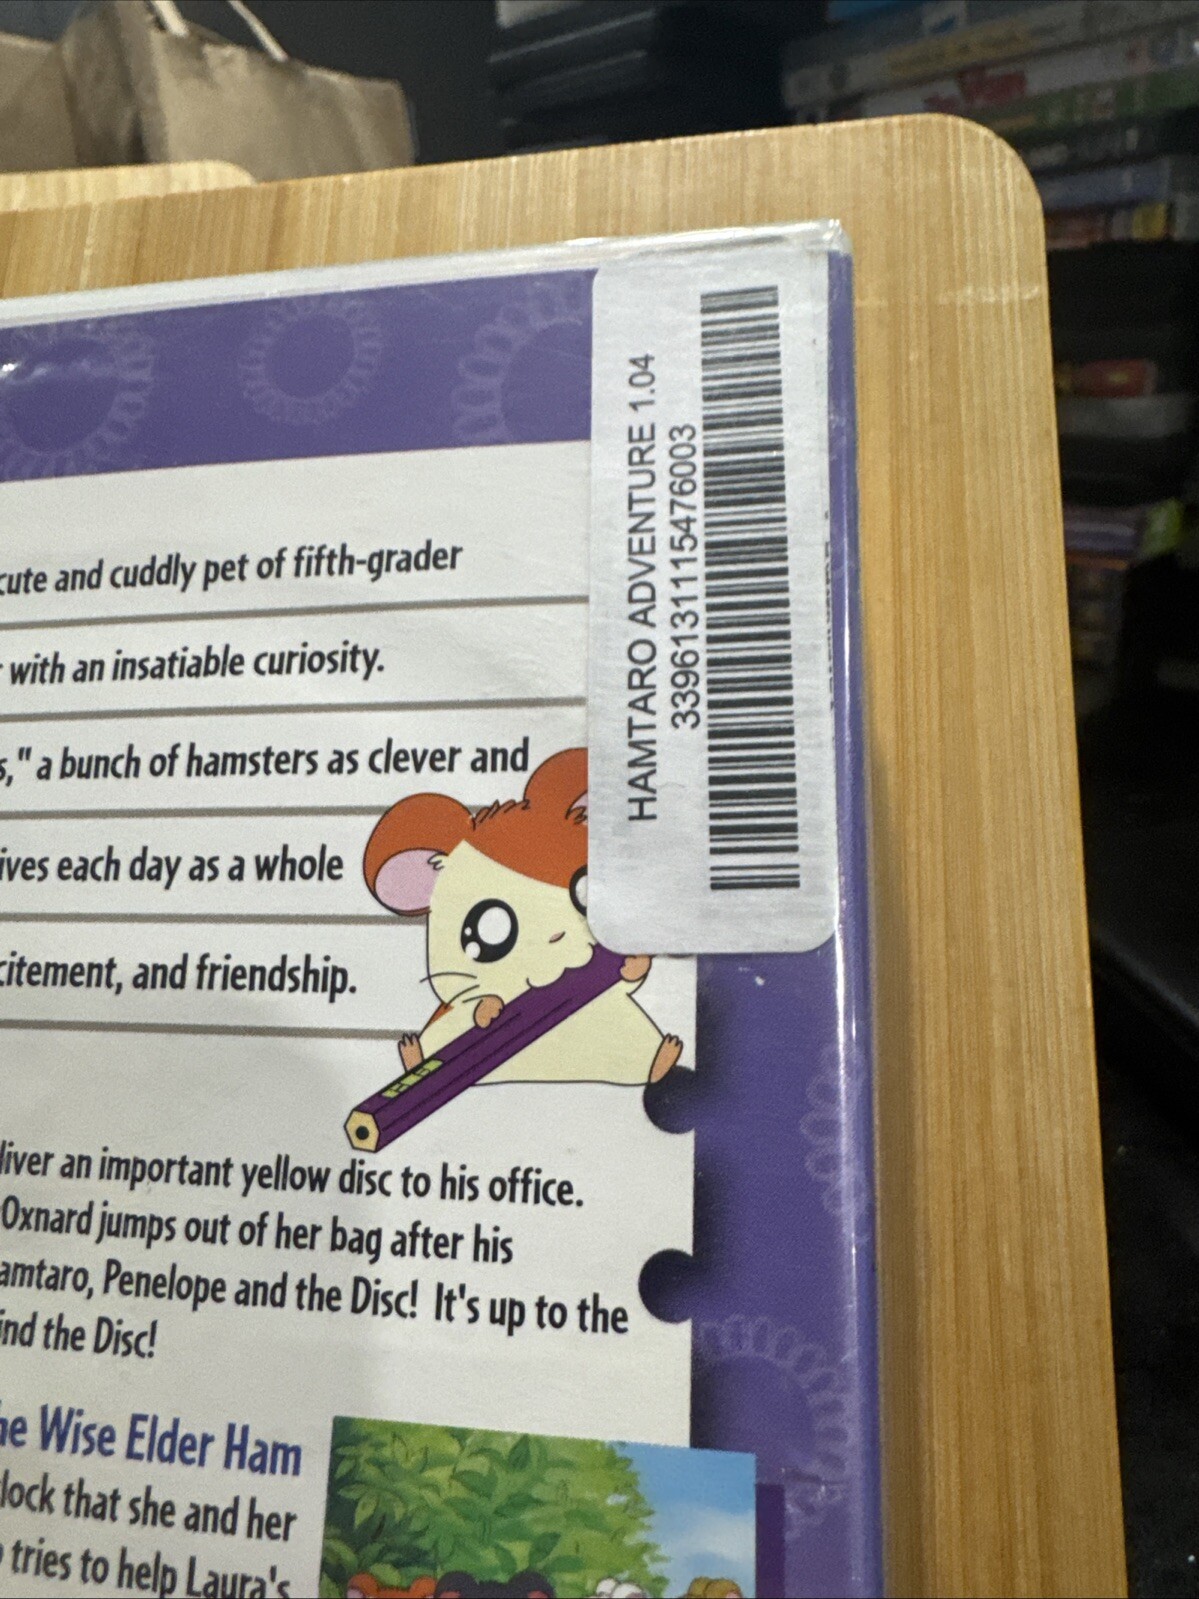 HAMTARO ADVENTURE 1.04
3396131115476003
cute and cuddly pet of fifth-grader
with an insatiable curiosity.
s," a bunch of hamsters as clever and
ives each day as a whole
citement, and friendship.
liver an important yellow disc to his office.
Oxnard jumps out of her bag after his
amtaro, Penelope and the Disc! It's up to the
ind the Disc!
he Wise Elder Ham
lock that she and her
tries to help Laura's